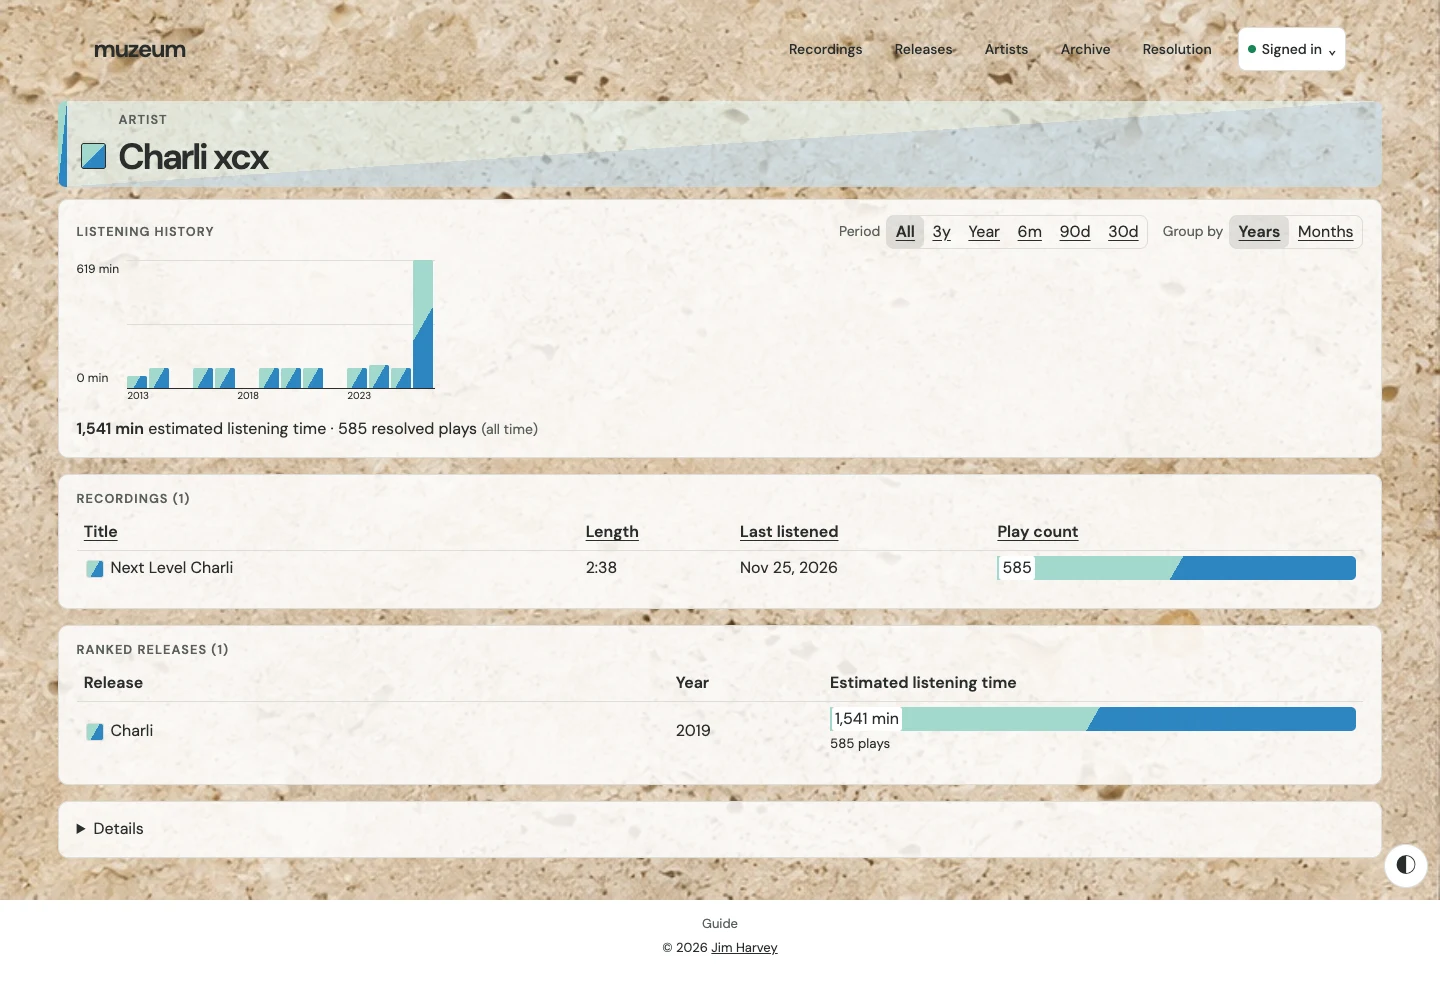 muzeum
Recordings Releases Artists Archive Resolution Signed in
ARTIST
Charli xcx
LISTENING HISTORY
Period All 3y Year 6m 90d 30d Group by Years Months
619 min
0 min
2013 2018 2023
1,541 min estimated listening time · 585 resolved plays (all time)
RECORDINGS (1)
Title Length Last listened Play count
Next Level Charli 2:38 Nov 25, 2026 585
RANKED RELEASES (1)
Release Year Estimated listening time
Charli 2019 1,541 min
585 plays
Details
Guide
© 2026 Jim Harvey